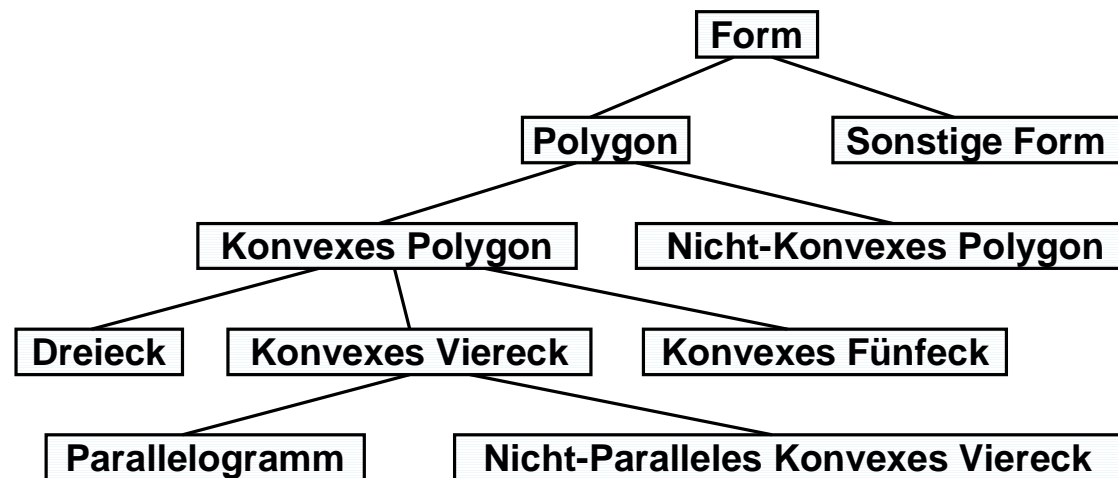 Form
Polygon
Sonstige Form
Konvexes Polygon
Nicht-Konvexes Polygon
Dreieck
Konvexes Viereck
Konvexes Fünfeck
Parallelogramm
Nicht-Paralleles Konvexes Viereck